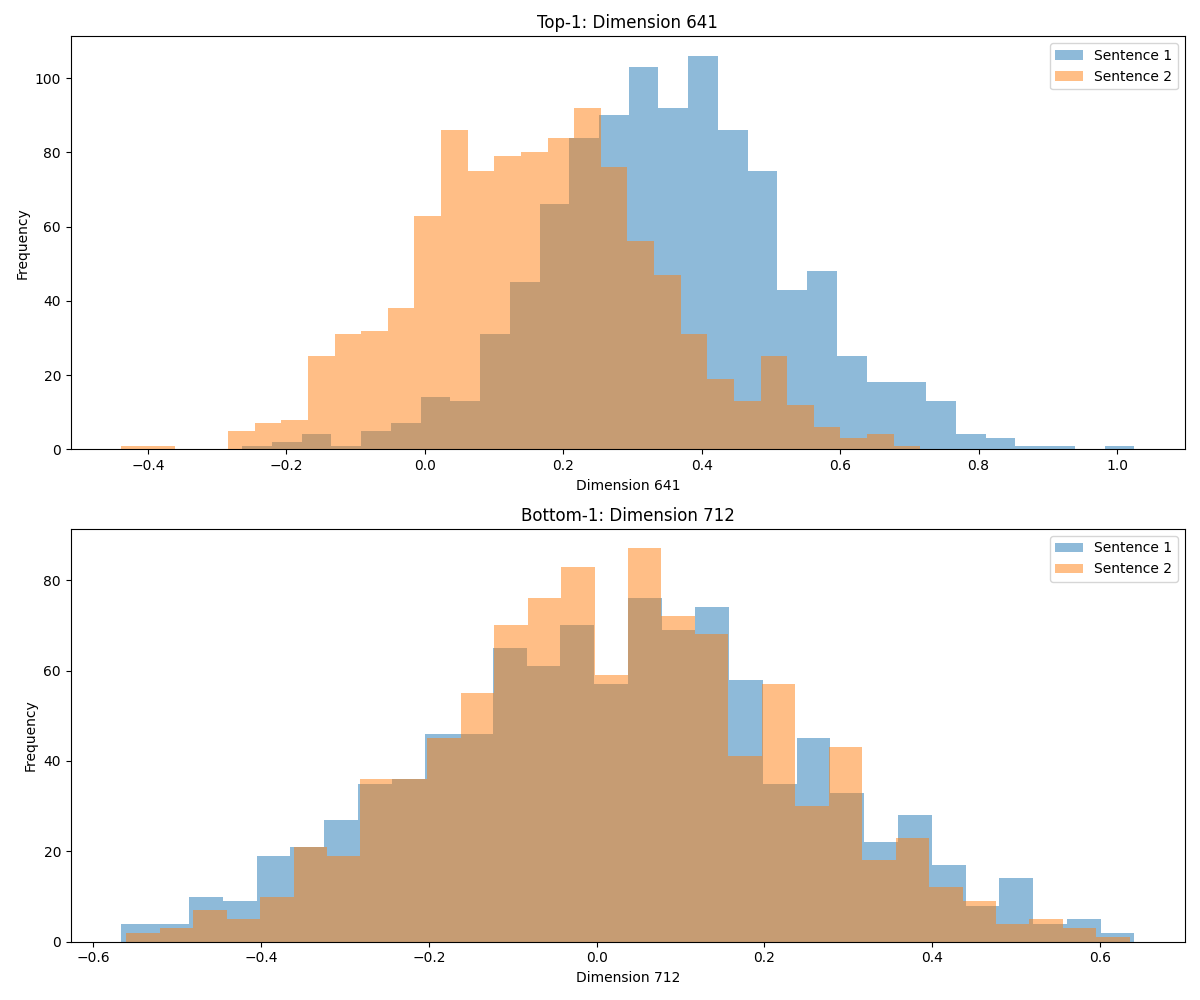 Top-1: Dimension 641
Sentence 1
Sentence 2
Frequency
100
80
60
40
20
0
−0.4 −0.2 0.0 0.2 0.4 0.6 0.8 1.0
Dimension 641
Bottom-1: Dimension 712
Sentence 1
Sentence 2
Frequency
80
60
40
20
0
−0.6 −0.4 −0.2 0.0 0.2 0.4 0.6
Dimension 712